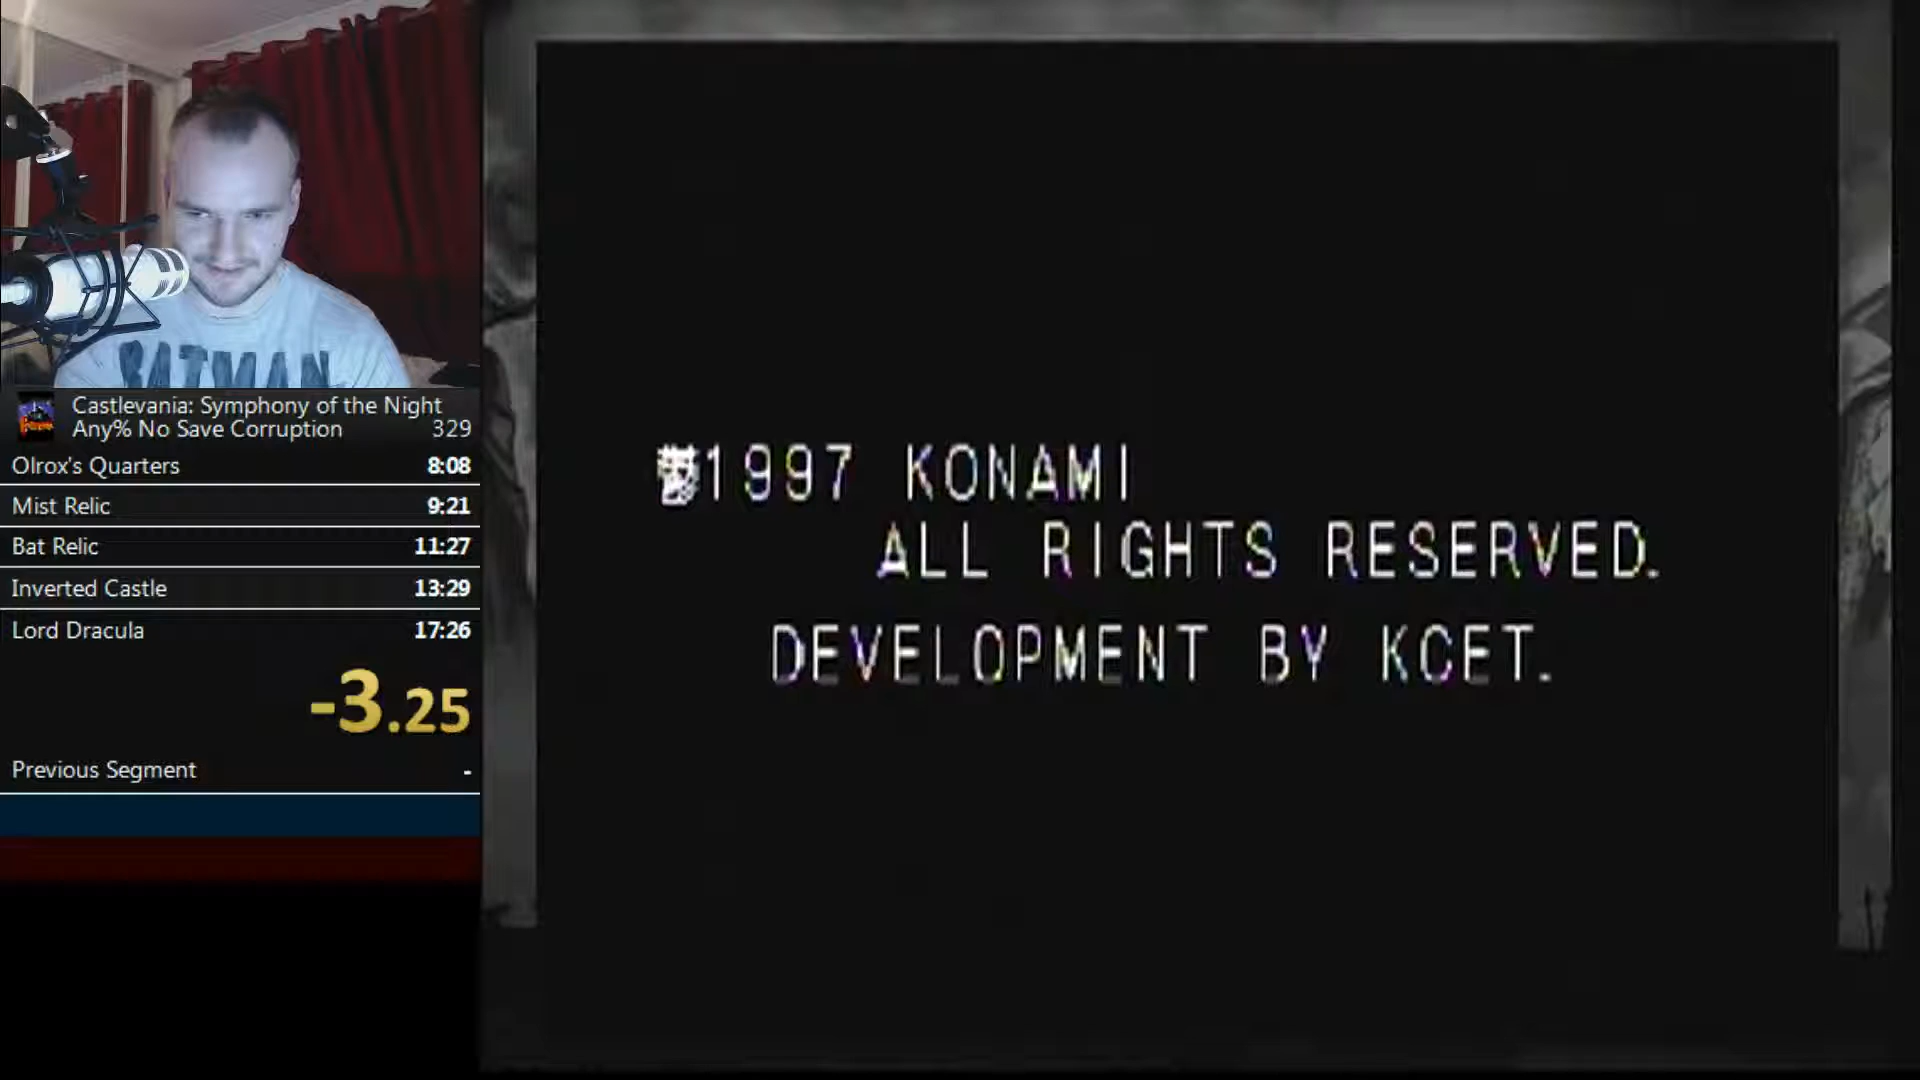 BATMAN
Castlevania: Symphony of the Night
Any% No Save Corruption 329
Olrox's Quarters 8:08
Mist Relic 9:21
Bat Relic 11:27
Inverted Castle 13:29
Lord Dracula 17:26
-3.25
Previous Segment -
1997 KONAMI
ALL RIGHTS RESERVED.
DEVELOPMENT BY KCET.